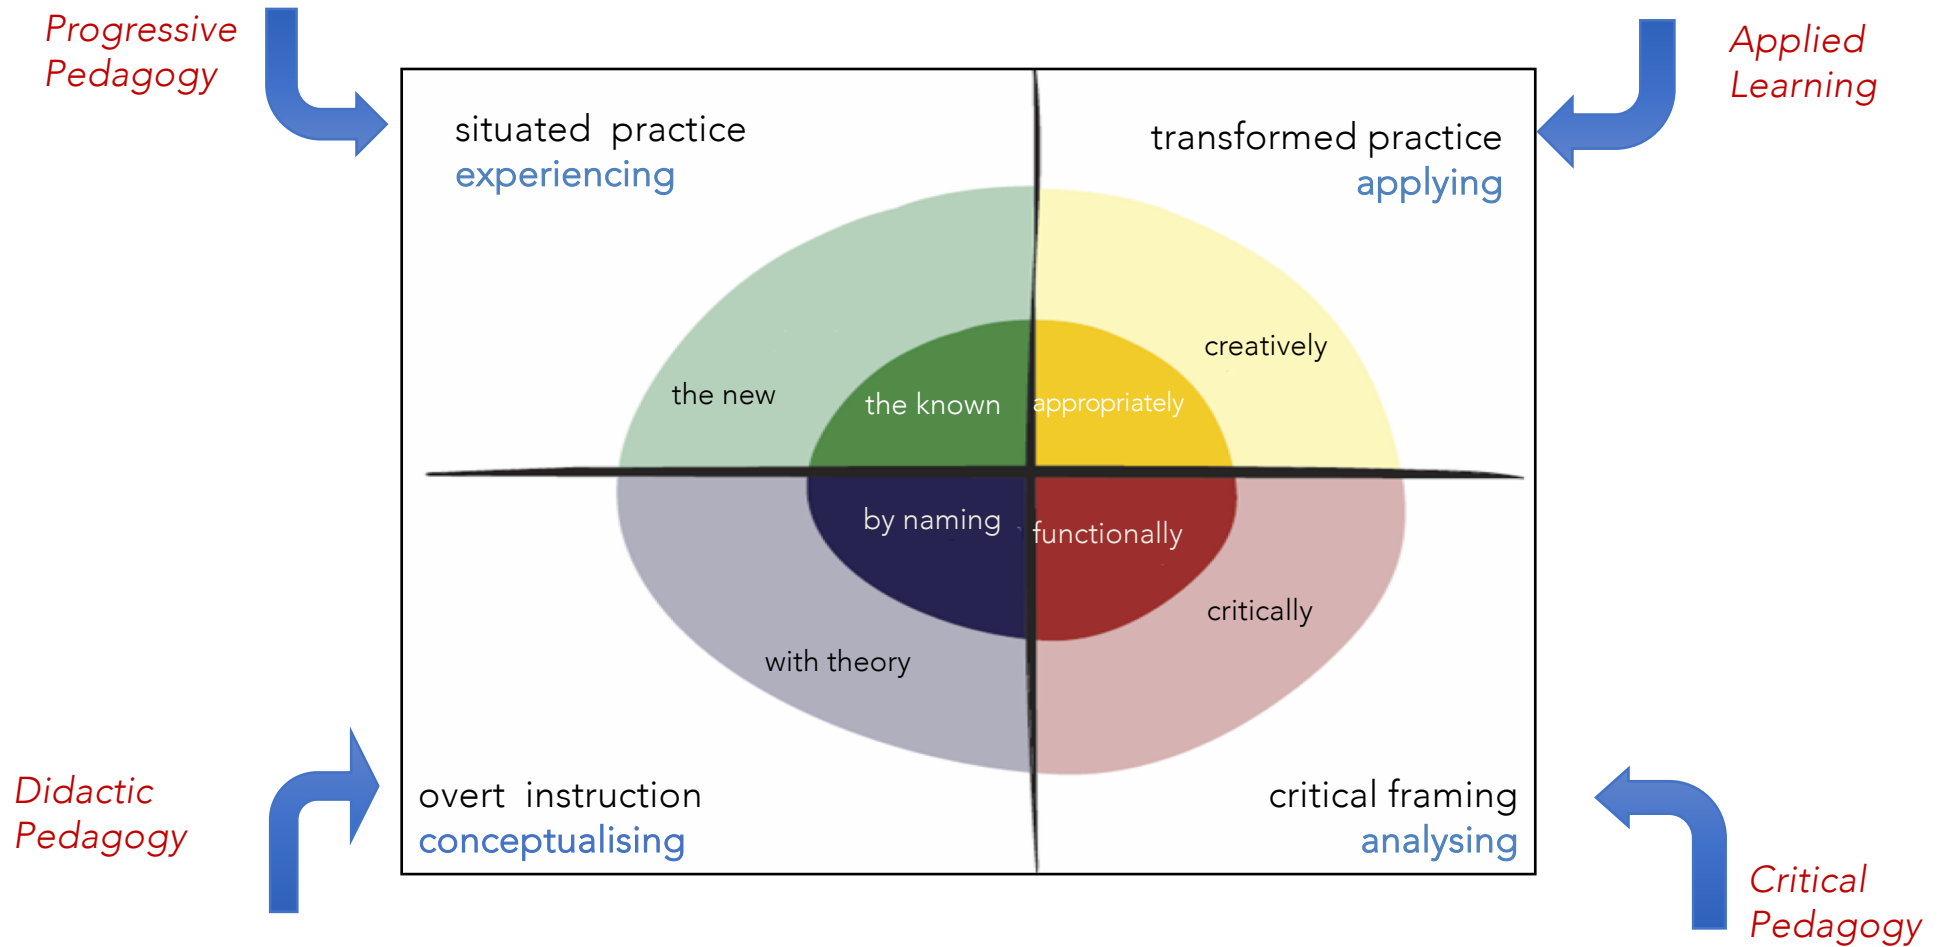 Progressive
Pedagogy
Applied
Learning
situated practice
experiencing
transformed practice
applying
the new
the known
appropriately
creatively
by naming
functionally
with theory
critically
overt instruction
conceptualising
critical framing
analysing
Didactic
Pedagogy
Critical
Pedagogy